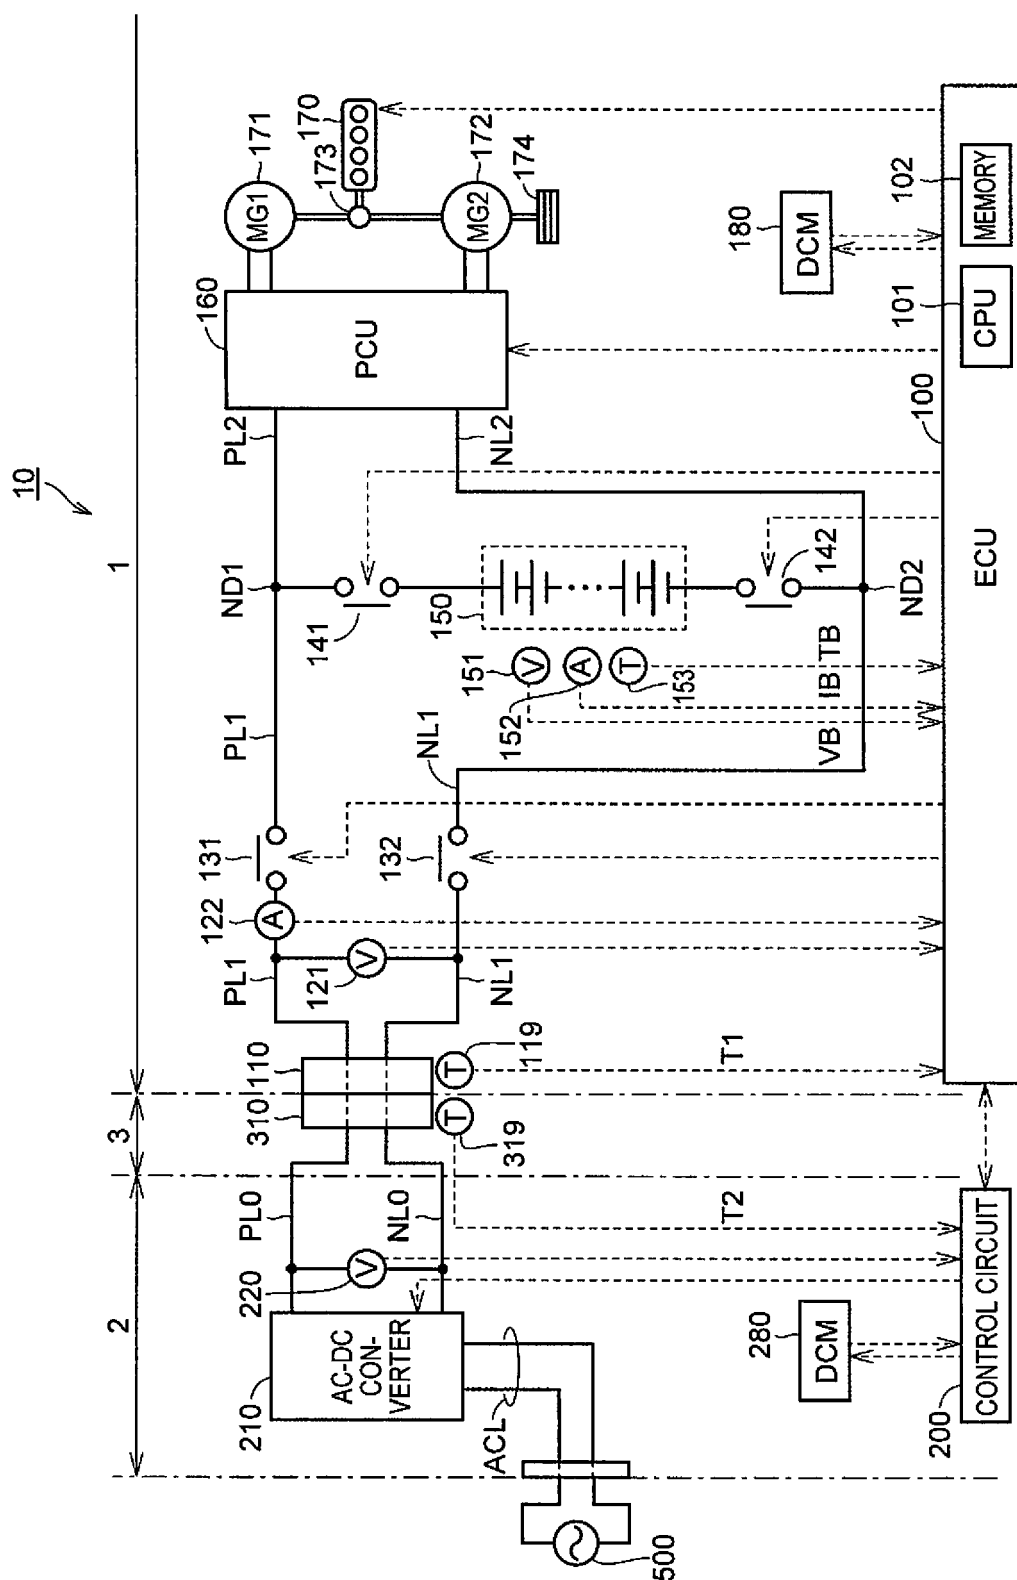 10
1
3
2
171
173
170
MG1
160
PCU
MG2
172
174
PL2
NL2
ND1
141
150
142
ND2
151
V
A
T
152
153
VB
IB
TB
PL1
NL1
131
132
122
A
PL1
121
V
NL1
110
310
T
119
T
319
T1
T2
PL0
NL0
220
V
210
AC-DC
CON-
VERTER
ACL
500
180
DCM
102
MEMORY
101
CPU
100
ECU
280
DCM
200
CONTROL CIRCUIT